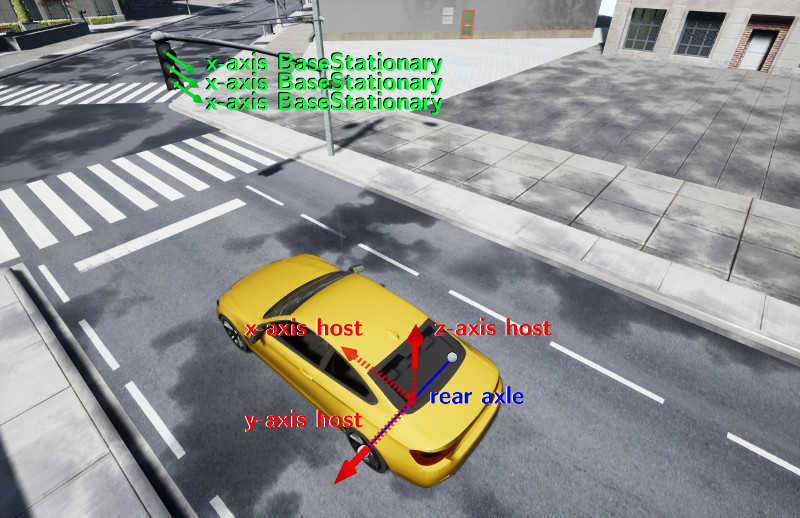 x-axis BaseStationary
x-axis BaseStationary
x-axis BaseStationary
x-axis host
z-axis host
rear axle
y-axis host